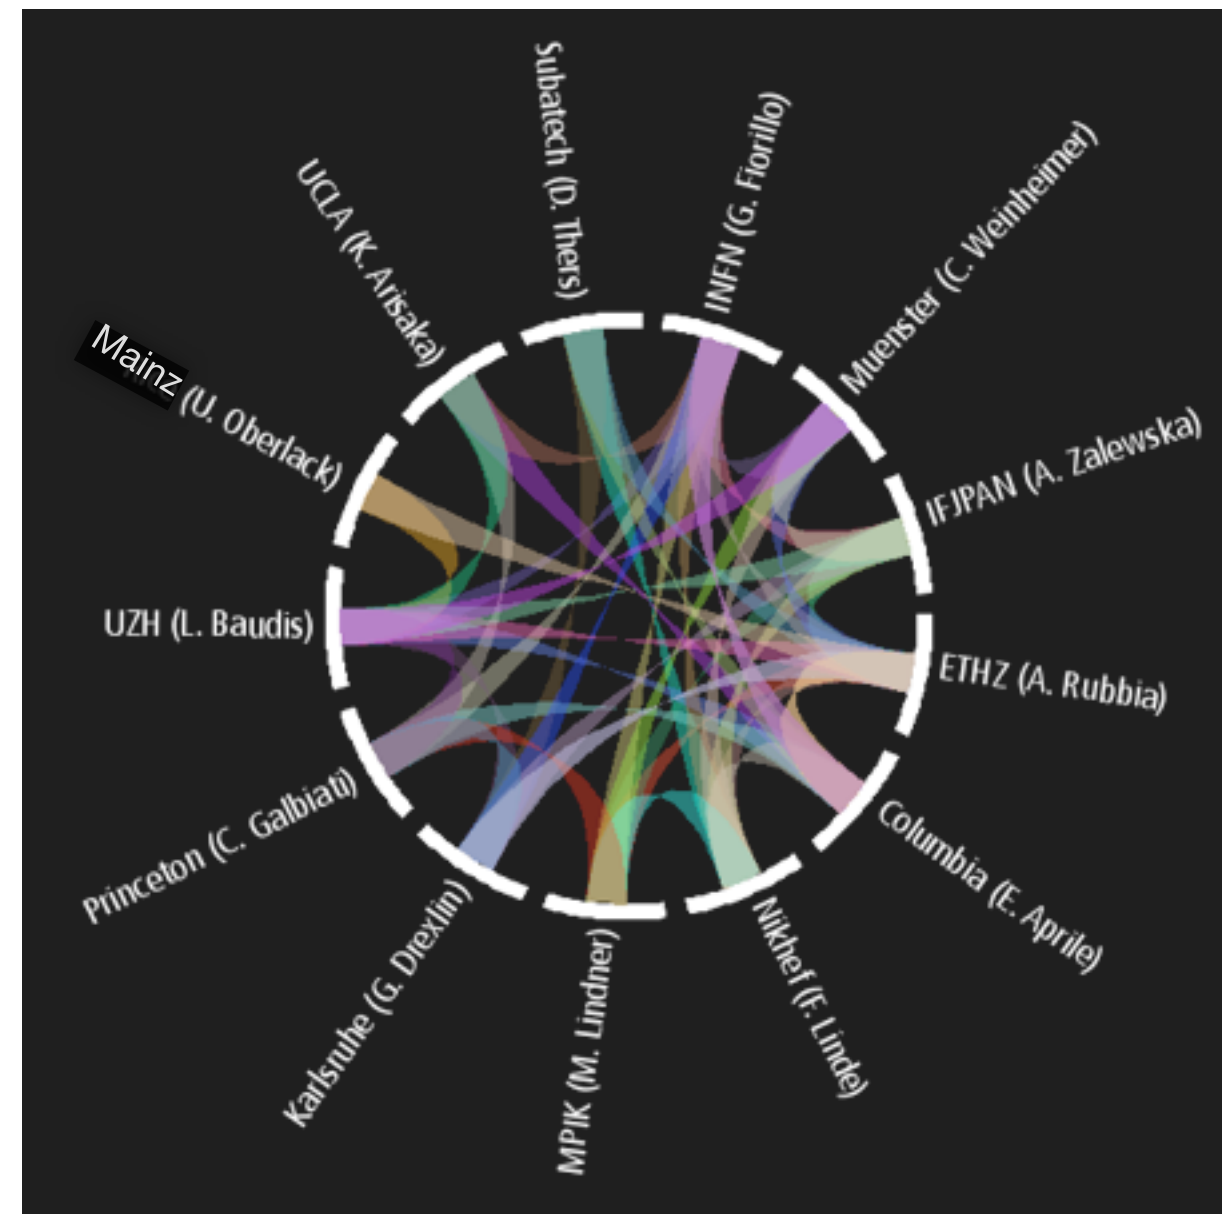 Subatech (D. Thers)
INFN (G. Fiorillo)
Muenster (C. Weinheimer)
IFJPAN (A. Zalewska)
ETHZ (A. Rubbia)
Columbia (E. Aprile)
Nikhef (F. Linde)
MPIK (M. Lindner)
Karlsruhe (G. Drexlin)
Princeton (C. Galbiati)
UZH (L. Baudis)
Mainz (U. Oberlack)
UCLA (K. Arisaka)